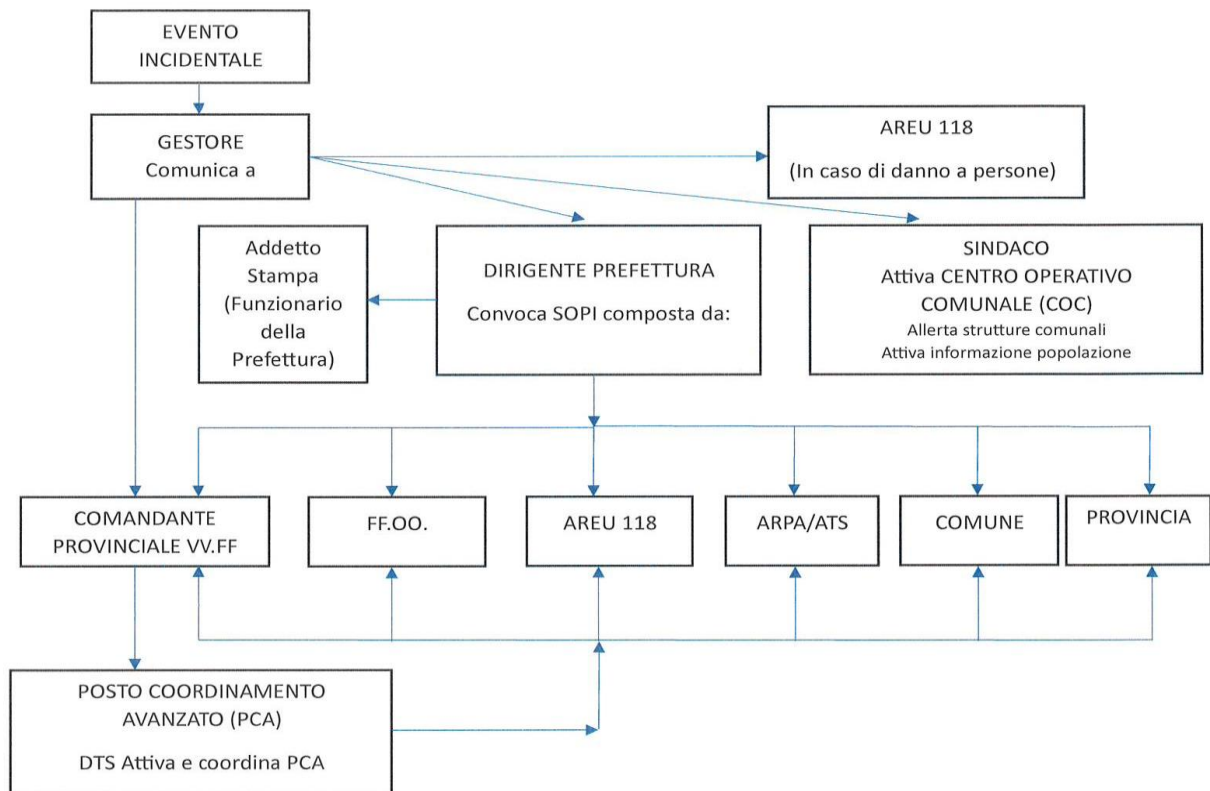 EVENTO
INCIDENTALE
GESTORE
Comunica a
AREU 118
(In caso di danno a persone)
Addetto
Stampa
(Funzionario
della
Prefettura)
DIRIGENTE PREFETTURA
Convoca SOPI composta da:
SINDACO
Attiva CENTRO OPERATIVO
COMUNALE (COC)
Allerta strutture comunali
Attiva informazione popolazione
COMANDANTE
PROVINCIALE VV.FF
FF.OO.
AREU 118
ARPA/ATS
COMUNE
PROVINCIA
POSTO COORDINAMENTO
AVANZATO (PCA)
DTS Attiva e coordina PCA